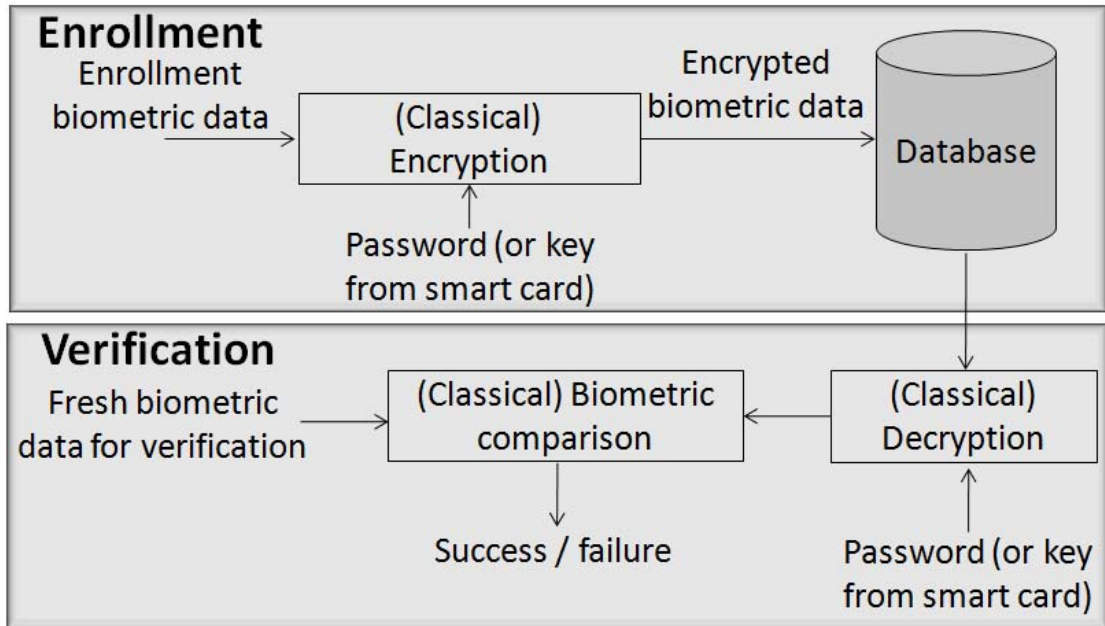 Enrollment
Enrollment
biometric data
(Classical)
Encryption
Encrypted
biometric data
Database
Password (or key
from smart card)
Verification
Fresh biometric
data for verification
(Classical) Biometric
comparison
(Classical)
Decryption
Success / failure
Password (or key
from smart card)